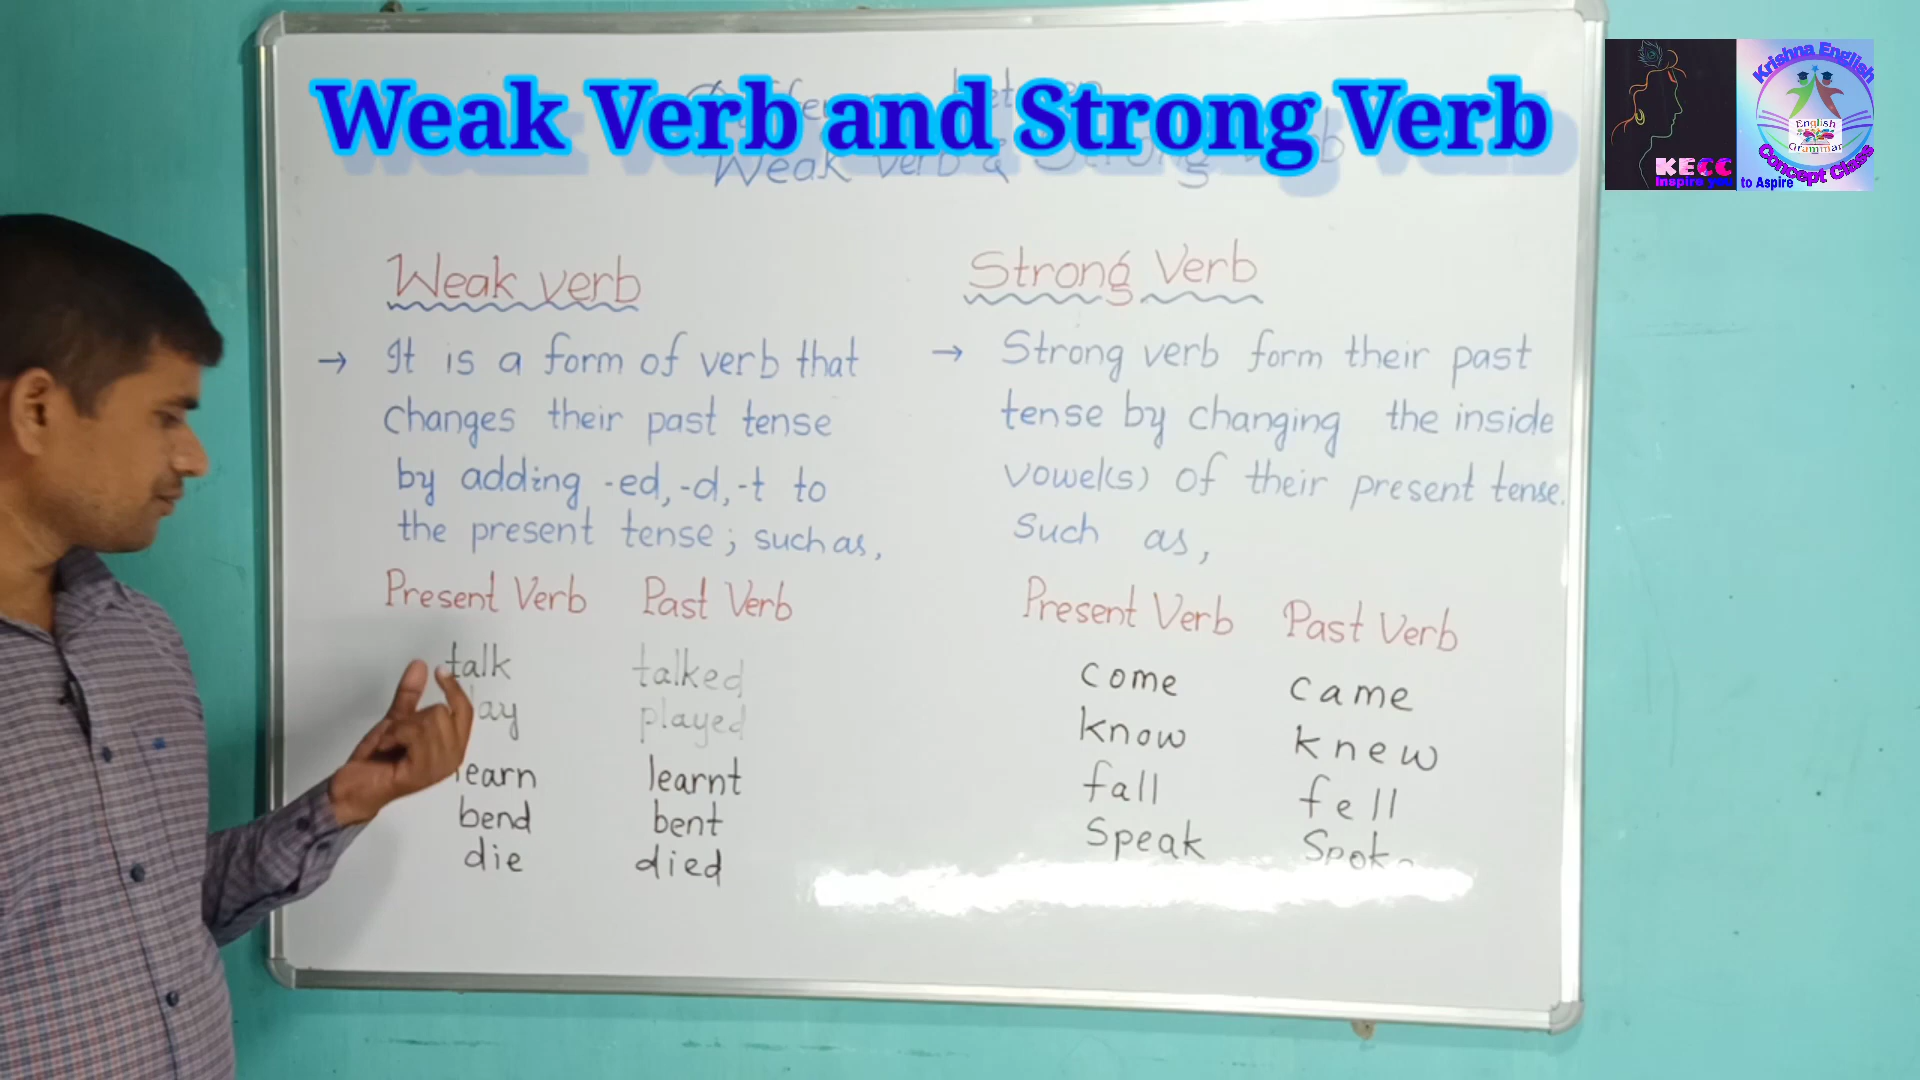 Weak Verb and Strong Verb
Weak verb & Strong
KECC
Inspire you to Aspire
Krishna English
English
Grammar
Concept Class
Weak verb
→ It is a form of verb that
changes their past tense
by adding -ed, -d, -t to
the present tense; such as,
Present Verb Past Verb
talk talked
played
learn learnt
bend bent
die died
Strong Verb
→ Strong verb form their past
tense by changing the inside
vowel(s) of their present tense.
Such as,
Present Verb Past Verb
come came
know knew
fall fell
Speak